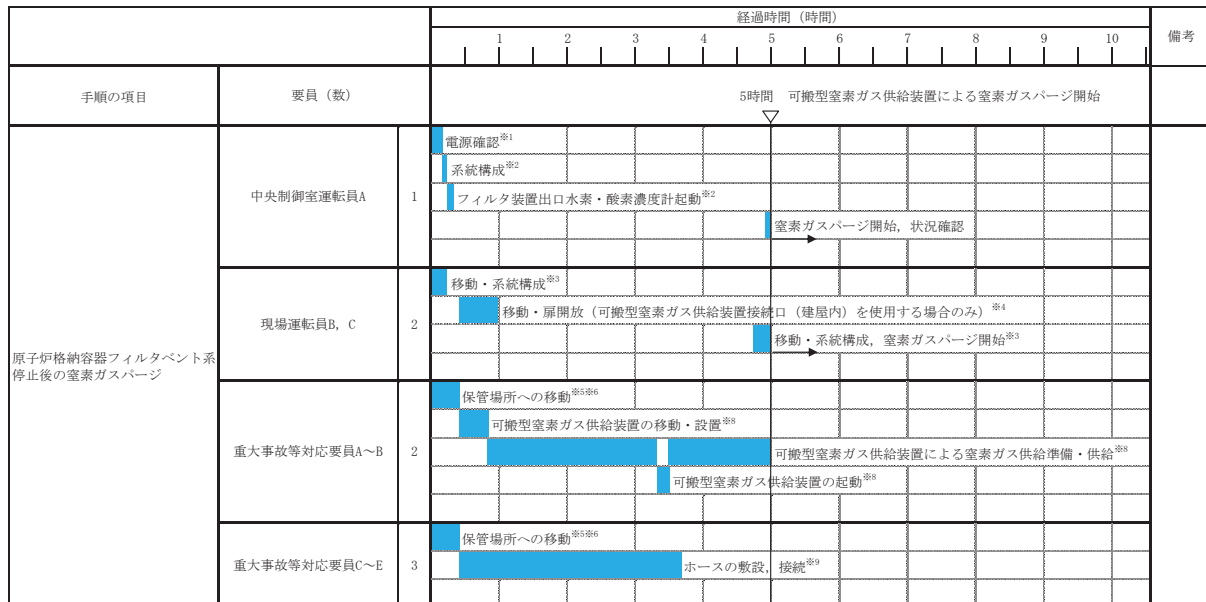 経過時間（時間）
備考
1 2 3 4 5 6 7 8 9 10
手順の項目
要員（数）
5時間　可搬型窒素ガス供給装置による窒素ガスパージ開始
原子炉格納容器フィルタベント系
停止後の窒素ガスパージ
中央制御室運転員A
1
電源確認※1
系統構成※2
フィルタ装置出口水素・酸素濃度計起動※2
窒素ガスパージ開始，状況確認
現場運転員B，C
2
移動・系統構成※3
移動・扉開放（可搬型窒素ガス供給装置接続口（建屋内）を使用する場合のみ）※4
移動・系統構成，窒素ガスパージ開始※3
重大事故等対応要員A～B
2
保管場所への移動※5※6
可搬型窒素ガス供給装置の移動・設置※8
可搬型窒素ガス供給装置による窒素ガス供給準備・供給※8
可搬型窒素ガス供給装置の起動※8
重大事故等対応要員C～E
3
保管場所への移動※5※6
ホースの敷設，接続※9